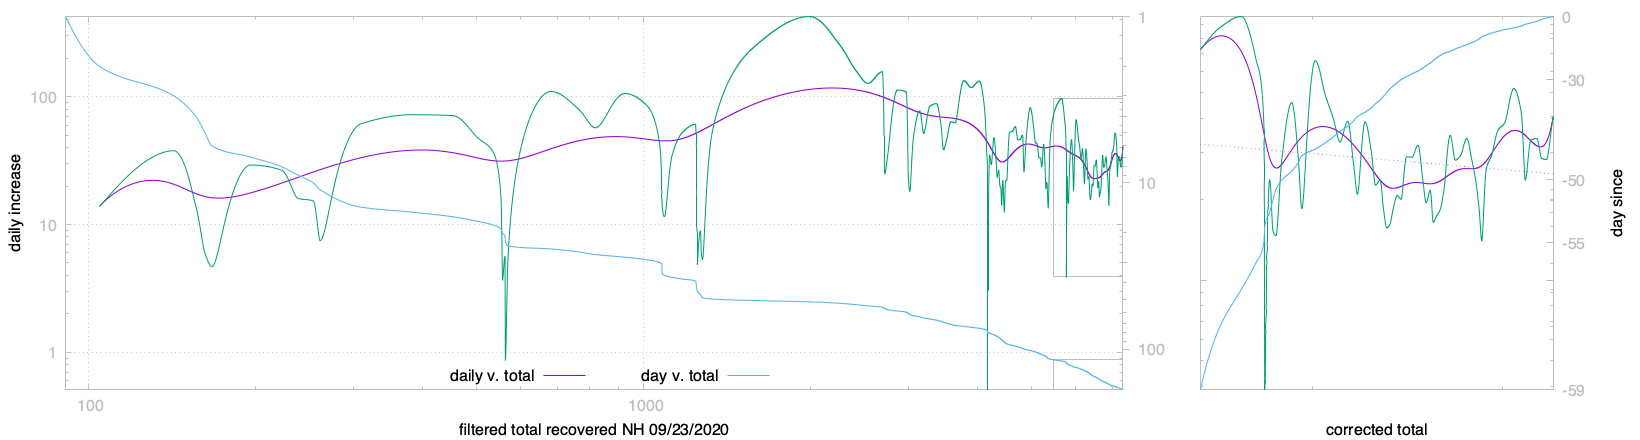 daily increase
100
10
1
100
1000
1
10
100
daily v. total
day v. total
filtered total recovered NH 09/23/2020
0
-30
-50
-55
-59
day since
corrected total